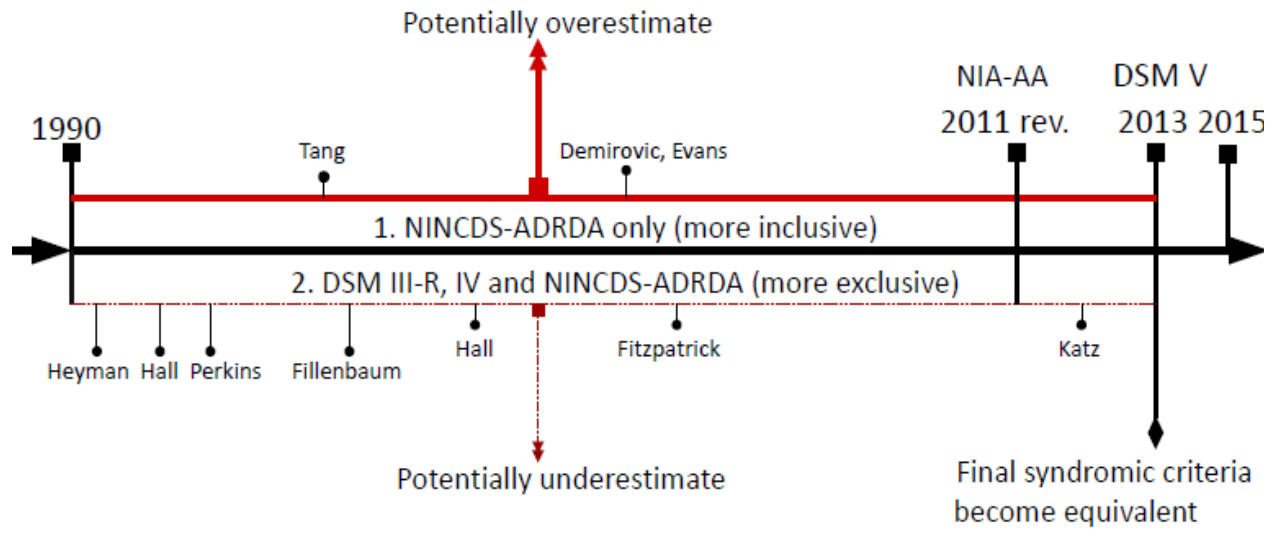 Potentially overestimate
NIA-AA
DSM V
1990
2011 rev.
2013
2015
Tang
Demirovic, Evans
1. NINCDS-ADRDA only (more inclusive)
2. DSM III-R, IV and NINCDS-ADRDA (more exclusive)
Heyman
Hall
Perkins
Fillenbaum
Hall
Fitzpatrick
Katz
Potentially underestimate
Final syndromic criteria
become equivalent